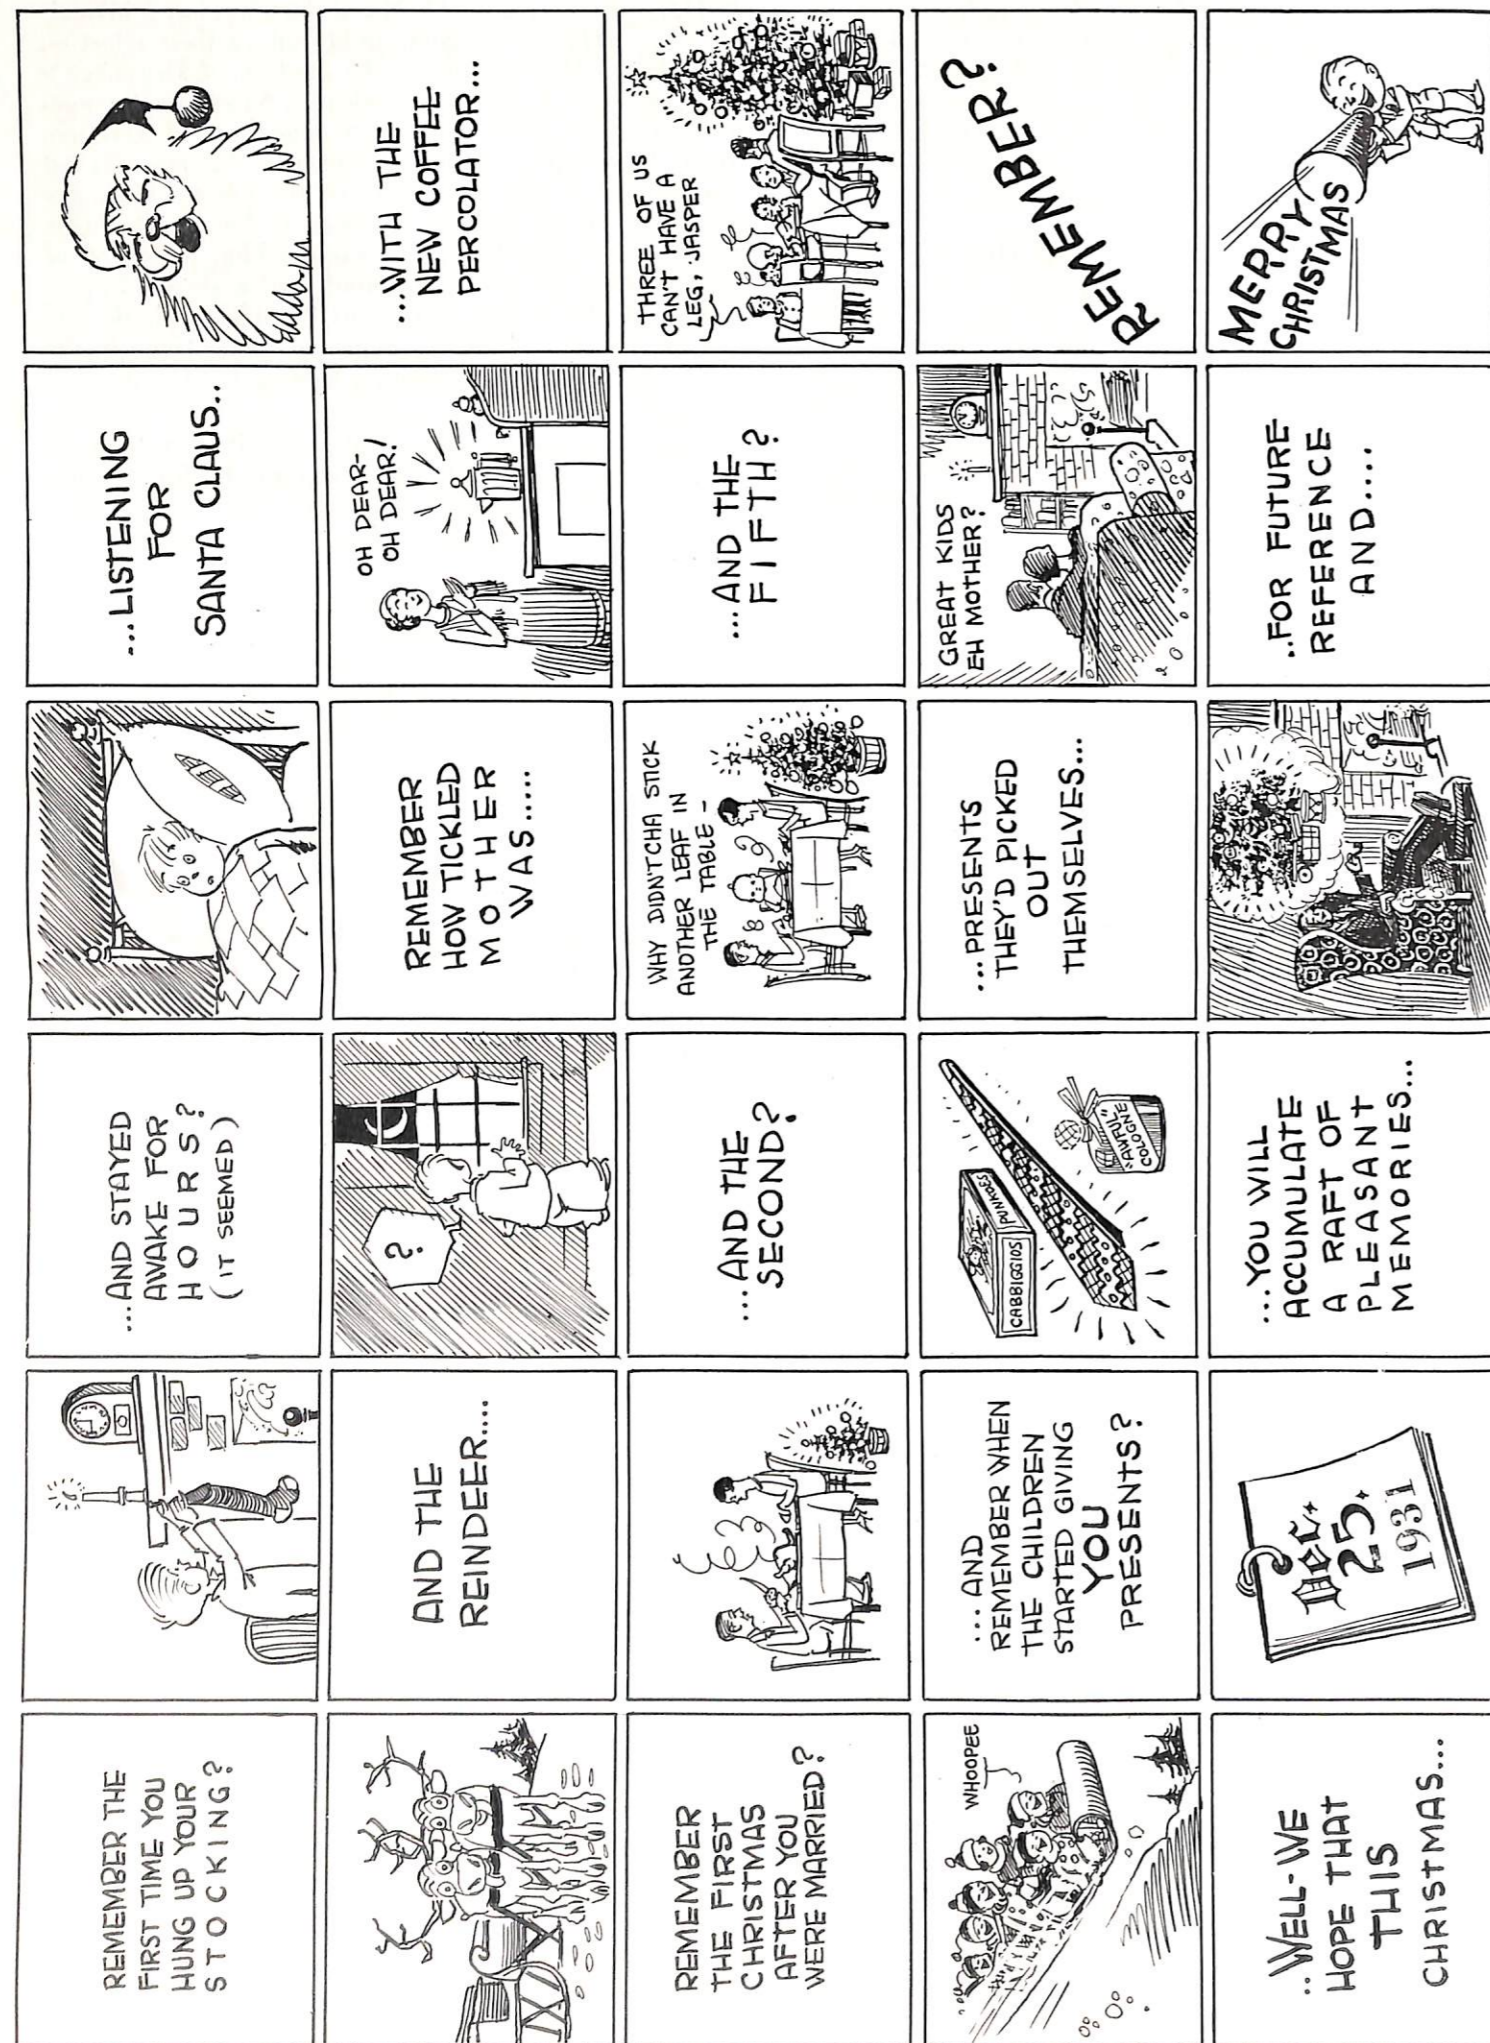 REMEMBER THE
FIRST TIME YOU
HUNG UP YOUR
STOCKING?
...AND STAYED
AWAKE FOR
HOURS?
(IT SEEMED)
...LISTENING
FOR
SANTA CLAUS..
AND THE
REINDEER....
?
REMEMBER
HOW TICKLED
MOTHER
WAS.....
OH DEAR-
OH DEAR!
...WITH THE
NEW COFFEE
PERCOLATOR...
REMEMBER
THE FIRST
CHRISTMAS
AFTER YOU
WERE MARRIED?
....AND THE
SECOND?
WHY DIDN'TCHA STICK
ANOTHER LEAF IN
THE TABLE -
...AND THE
FIFTH?
THREE OF US
CAN'T HAVE A
LEG, JASPER
WHOOPEE
....AND
REMEMBER WHEN
THE CHILDREN
STARTED GIVING
YOU
PRESENTS?
CABBIGGIOS
PUNKOES
"AWFUL"
COLOGNE
...PRESENTS
THEY'D PICKED
OUT
THEMSELVES...
GREAT KIDS
EH MOTHER?
REMEMBER?
..WELL-WE
HOPE THAT
THIS
CHRISTMAS...
DEC.
25.
1931
...YOU WILL
ACCUMULATE
A RAFT OF
PLEASANT
MEMORIES...
..FOR FUTURE
REFERENCE
AND....
MERRY
CHRISTMAS